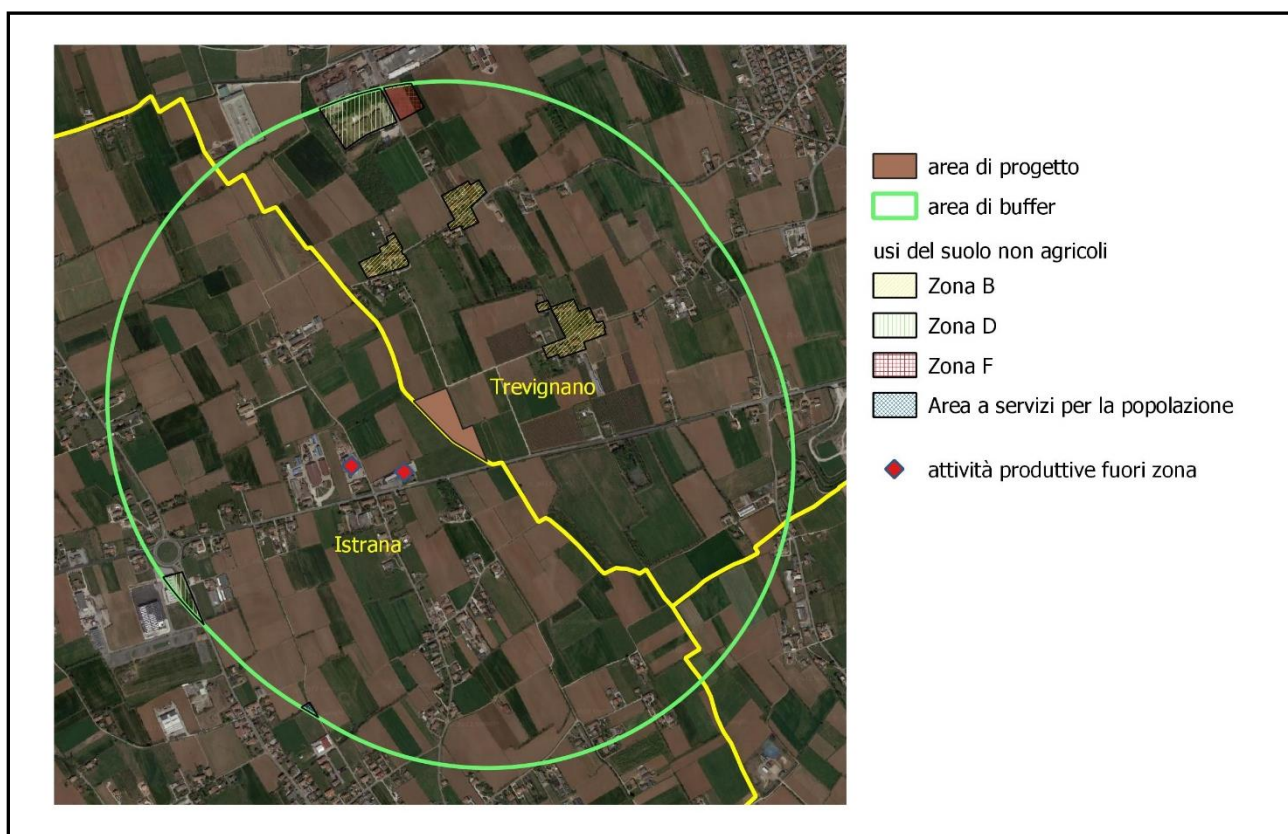 Trevignano
Istrana
area di progetto
area di buffer
usi del suolo non agricoli
Zona B
Zona D
Zona F
Area a servizi per la popolazione
attività produttive fuori zona